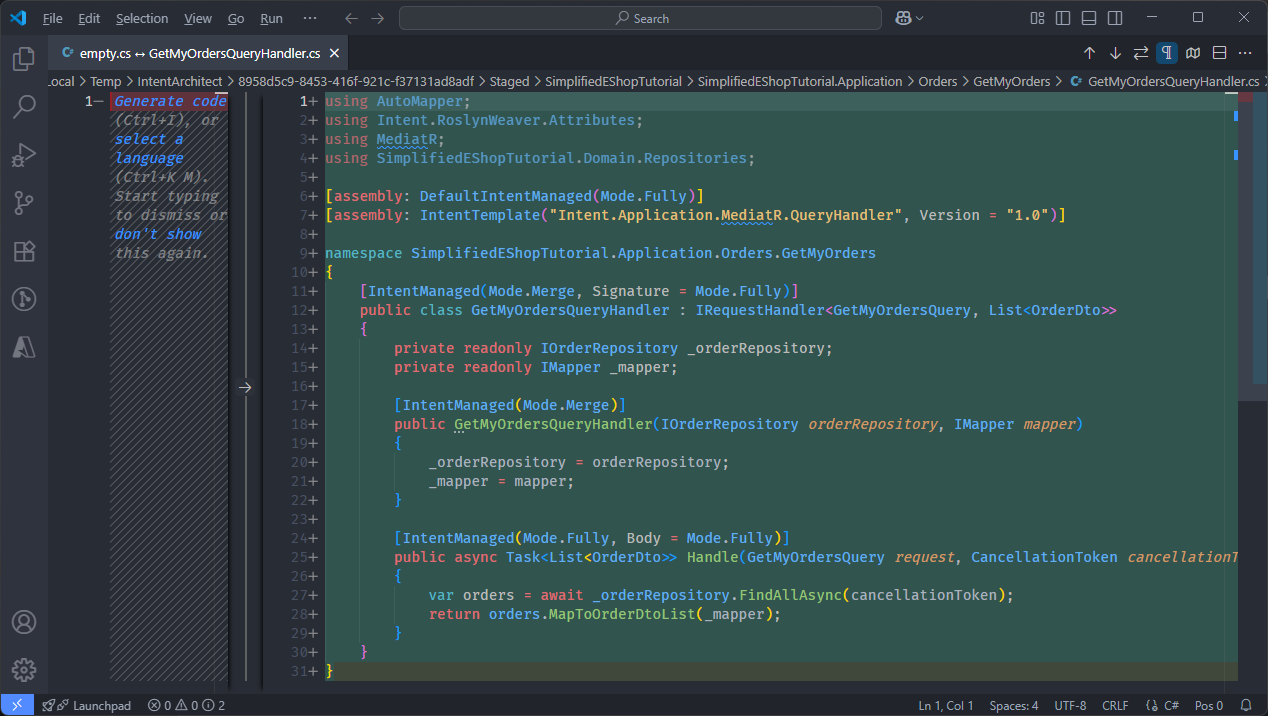 File Edit Selection View Go Run ··· Search
empty.cs ↔ GetMyOrdersQueryHandler.cs
Local > Temp > IntentArchitect > 8958d5c9-8453-416f-921c-f37131ad8adf > Staged > SimplifiedEShopTutorial > SimplifiedEShopTutorial.Application > Orders > GetMyOrders > GetMyOrdersQueryHandler.cs >
1— Generate code
(Ctrl+I), or
select a
language
(Ctrl+K M).
Start typing
to dismiss or
don't show
this again.
1+ using AutoMapper;
2+ using Intent.RoslynWeaver.Attributes;
3+ using MediatR;
4+ using SimplifiedEShopTutorial.Domain.Repositories;
5+
6+ [assembly: DefaultIntentManaged(Mode.Fully)]
7+ [assembly: IntentTemplate("Intent.Application.MediatR.QueryHandler", Version = "1.0")]
8+
9+ namespace SimplifiedEShopTutorial.Application.Orders.GetMyOrders
10+ {
11+     [IntentManaged(Mode.Merge, Signature = Mode.Fully)]
12+     public class GetMyOrdersQueryHandler : IRequestHandler<GetMyOrdersQuery, List<OrderDto>>
13+     {
14+         private readonly IOrderRepository _orderRepository;
15+         private readonly IMapper _mapper;
16+
17+         [IntentManaged(Mode.Merge)]
18+         public GetMyOrdersQueryHandler(IOrderRepository orderRepository, IMapper mapper)
19+         {
20+             _orderRepository = orderRepository;
21+             _mapper = mapper;
22+         }
23+
24+         [IntentManaged(Mode.Fully, Body = Mode.Fully)]
25+         public async Task<List<OrderDto>> Handle(GetMyOrdersQuery request, CancellationToken cancellationT
26+         {
27+             var orders = await _orderRepository.FindAllAsync(cancellationToken);
28+             return orders.MapToOrderDtoList(_mapper);
29+         }
30+     }
31+ }
Launchpad 0 0 2 Ln 1, Col 1 Spaces: 4 UTF-8 CRLF {} C# Pos 0